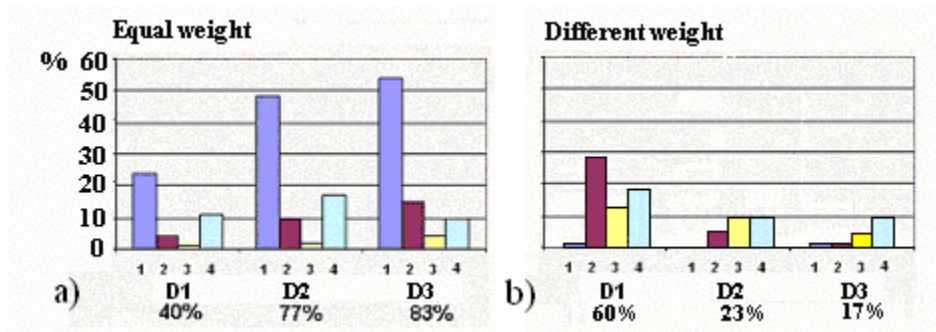 Equal weight
% 60
50
40
30
20
10
0
1 2 3 4 1 2 3 4 1 2 3 4
a) D1 D2 D3
40% 77% 83%
Different weight
1 2 3 4 1 2 3 4 1 2 3 4
b) D1 D2 D3
60% 23% 17%